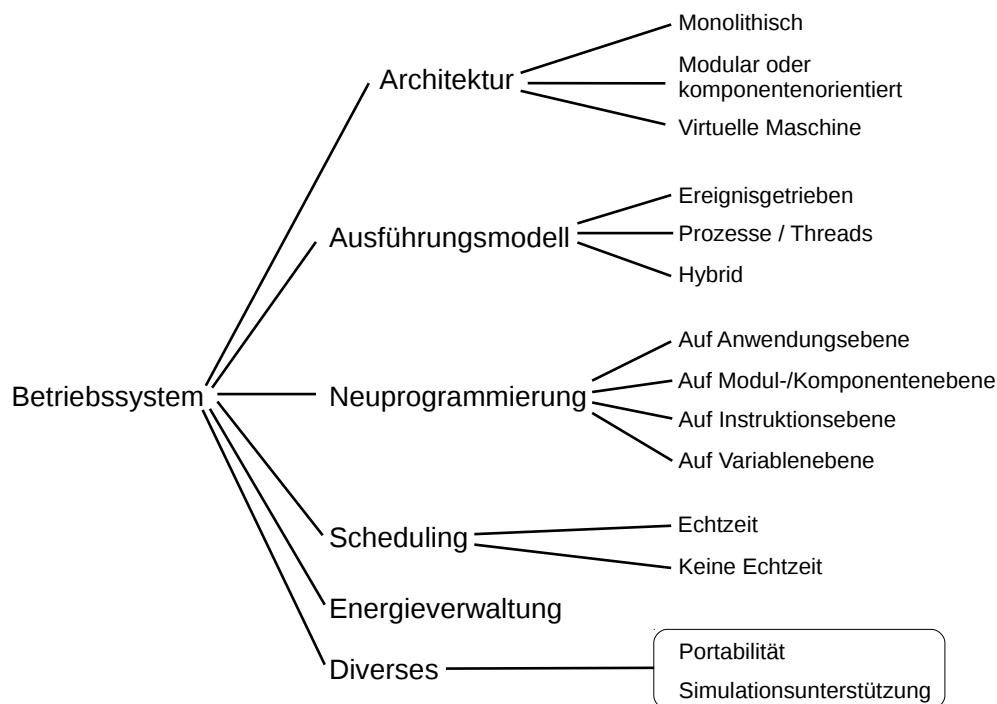 Betriebssystem
Architektur
Monolithisch
Modular oder
komponentenorientiert
Virtuelle Maschine
Ausführungsmodell
Ereignisgetrieben
Prozesse / Threads
Hybrid
Neuprogrammierung
Auf Anwendungsebene
Auf Modul-/Komponentenebene
Auf Instruktionsebene
Auf Variablenebene
Scheduling
Echtzeit
Keine Echtzeit
Energieverwaltung
Diverses
Portabilität
Simulationsunterstützung